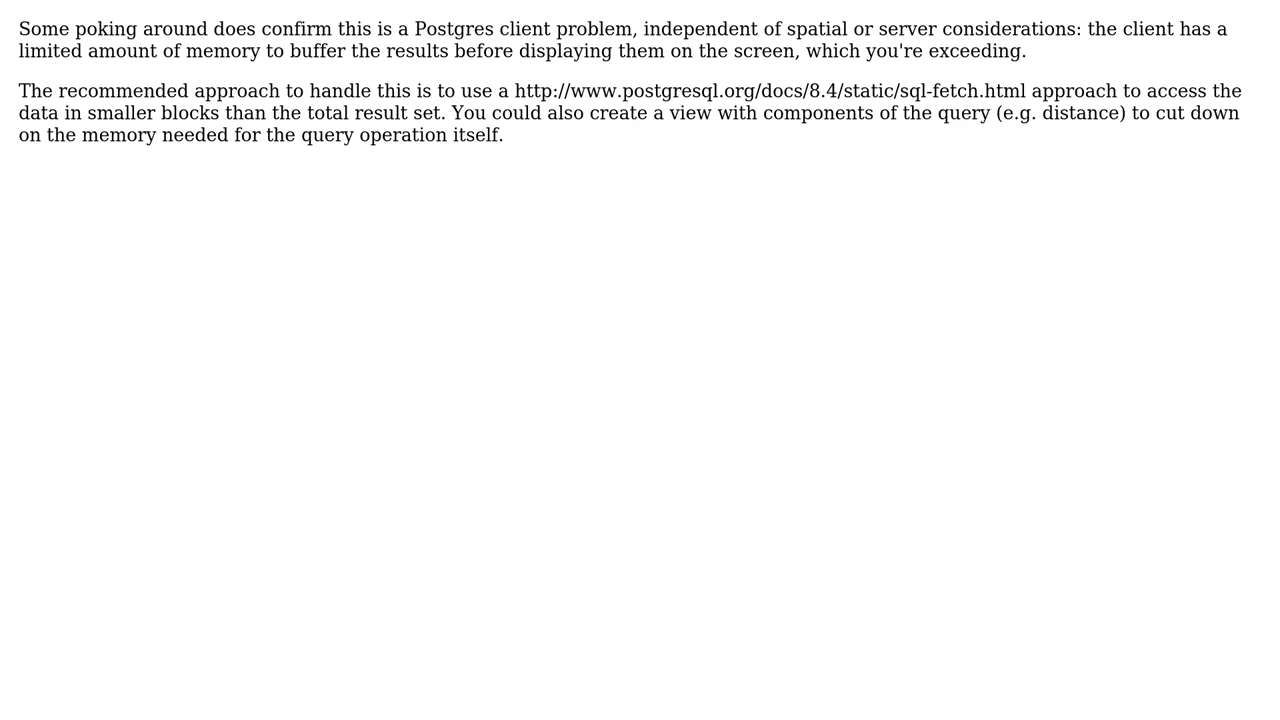 Some poking around does confirm this is a Postgres client problem, independent of spatial or server considerations: the client has a
limited amount of memory to buffer the results before displaying them on the screen, which you're exceeding.
The recommended approach to handle this is to use a http://www.postgresql.org/docs/8.4/static/sql-fetch.html approach to access the
data in smaller blocks than the total result set. You could also create a view with components of the query (e.g. distance) to cut down
on the memory needed for the query operation itself.